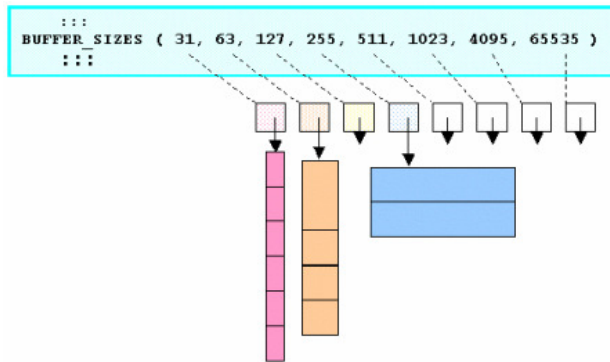 :::
BUFFER_SIZES ( 31, 63, 127, 255, 511, 1023, 4095, 65535 )
:::